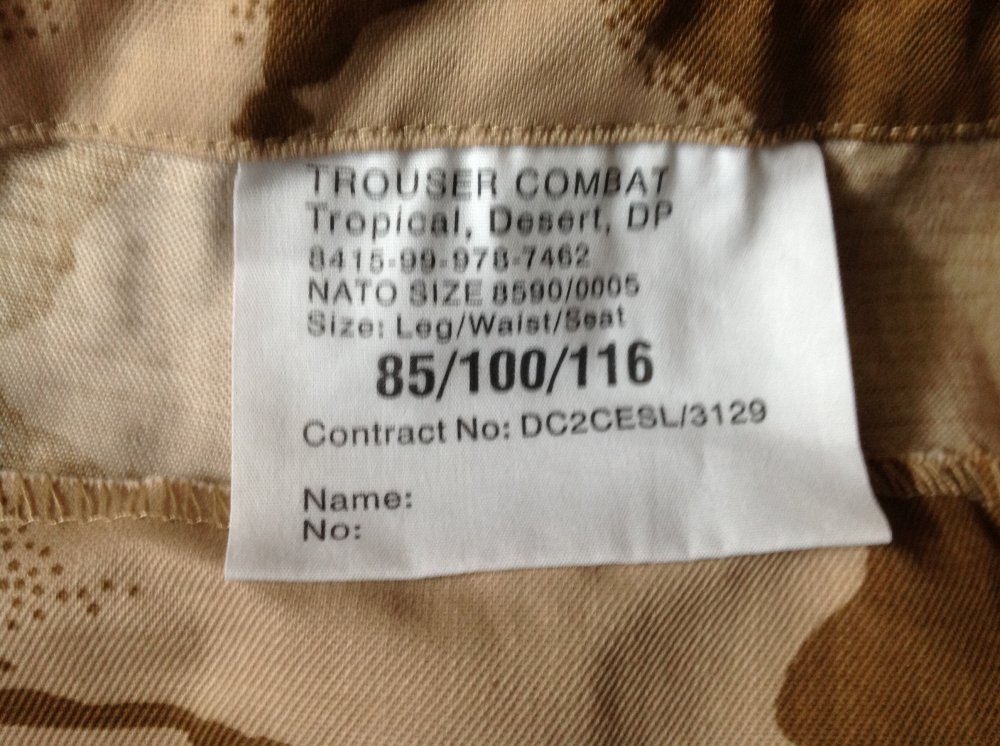 TROUSER COMBAT
Tropical, Desert, DP
8415-99-978-7462
NATO SIZE 8590/0005
Size: Leg/Waist/Seat
85/100/116
Contract No: DC2CESL/3129
Name:
No: